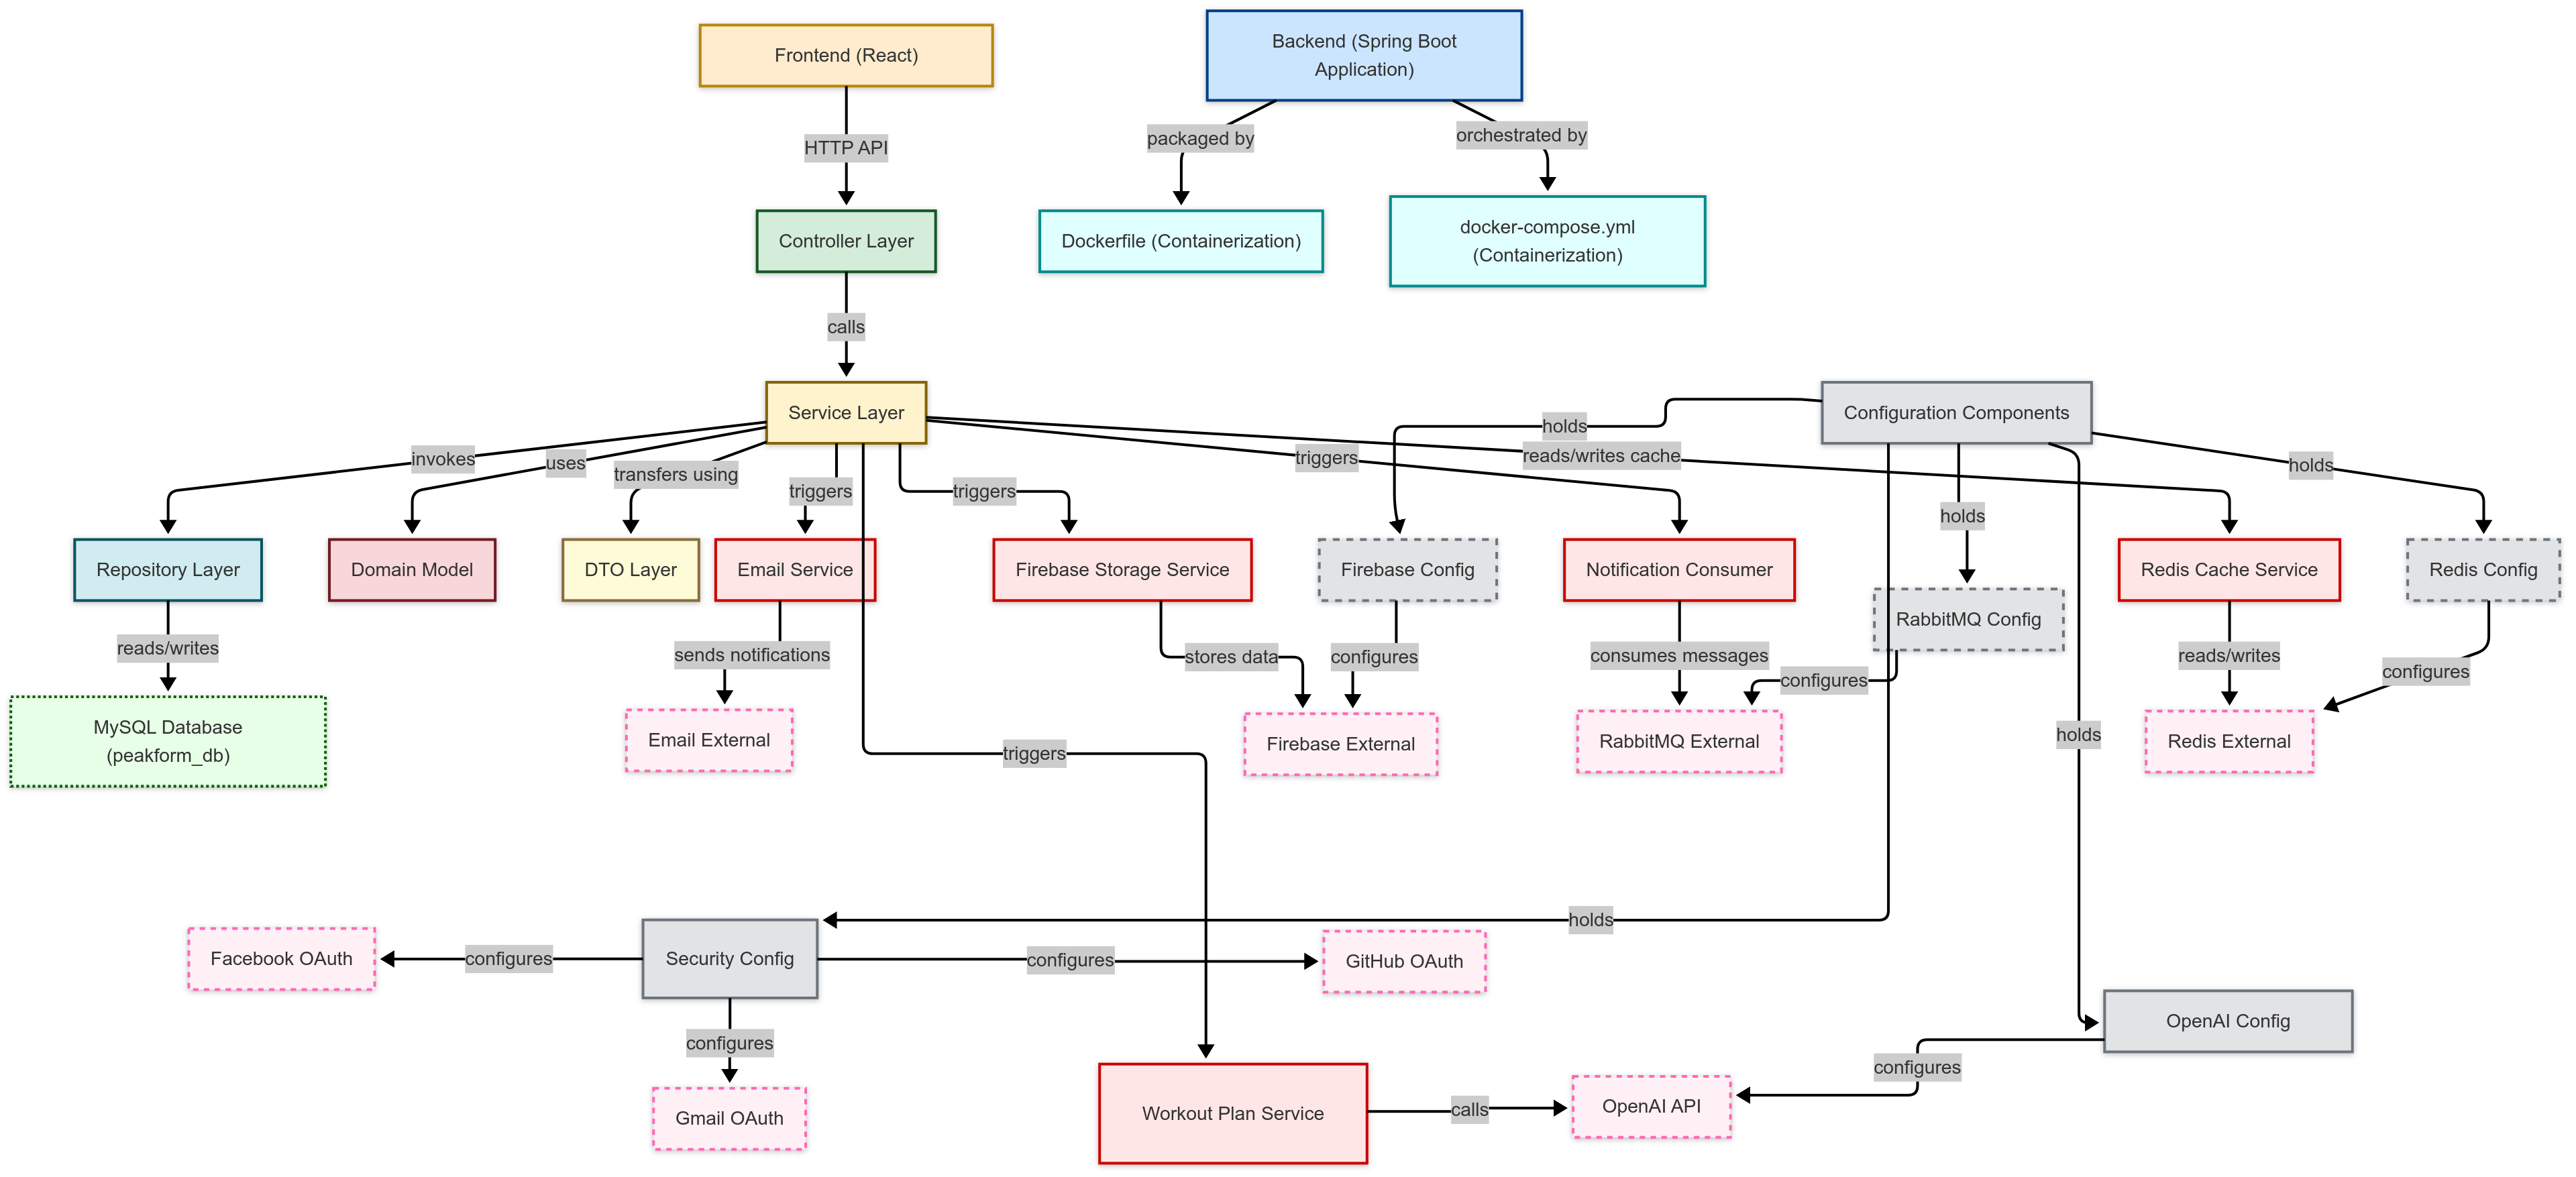 Frontend (React)
Backend (Spring Boot
Application)
HTTP API
packaged by
orchestrated by
Controller Layer
Dockerfile (Containerization)
docker-compose.yml
(Containerization)
calls
Service Layer
Configuration Components
holds
invokes
uses
transfers using
triggers
triggers
triggers
reads/writes cache
holds
holds
Repository Layer
Domain Model
DTO Layer
Email Service
Firebase Storage Service
Firebase Config
Notification Consumer
RabbitMQ Config
Redis Cache Service
Redis Config
reads/writes
sends notifications
stores data
configures
consumes messages
configures
reads/writes
configures
MySQL Database
(peakform_db)
Email External
Firebase External
RabbitMQ External
Redis External
triggers
holds
holds
Facebook OAuth
configures
Security Config
configures
GitHub OAuth
OpenAI Config
configures
configures
Gmail OAuth
Workout Plan Service
calls
OpenAI API